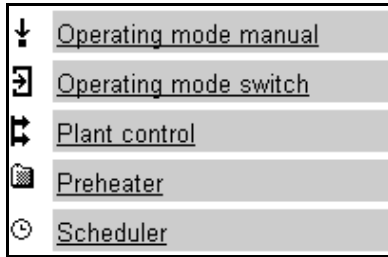 Operating mode manual
Operating mode switch
Plant control
Preheater
Scheduler